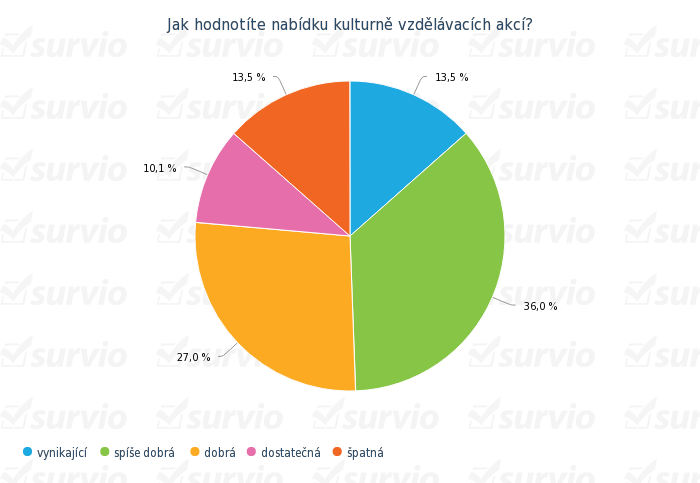 Jak hodnotíte nabídku kulturně vzdělávacích akcí?
13,5 % 13,5 %
10,1 %
36,0 %
27,0 %
vynikající spíše dobrá dobrá dostatečná špatná
survio